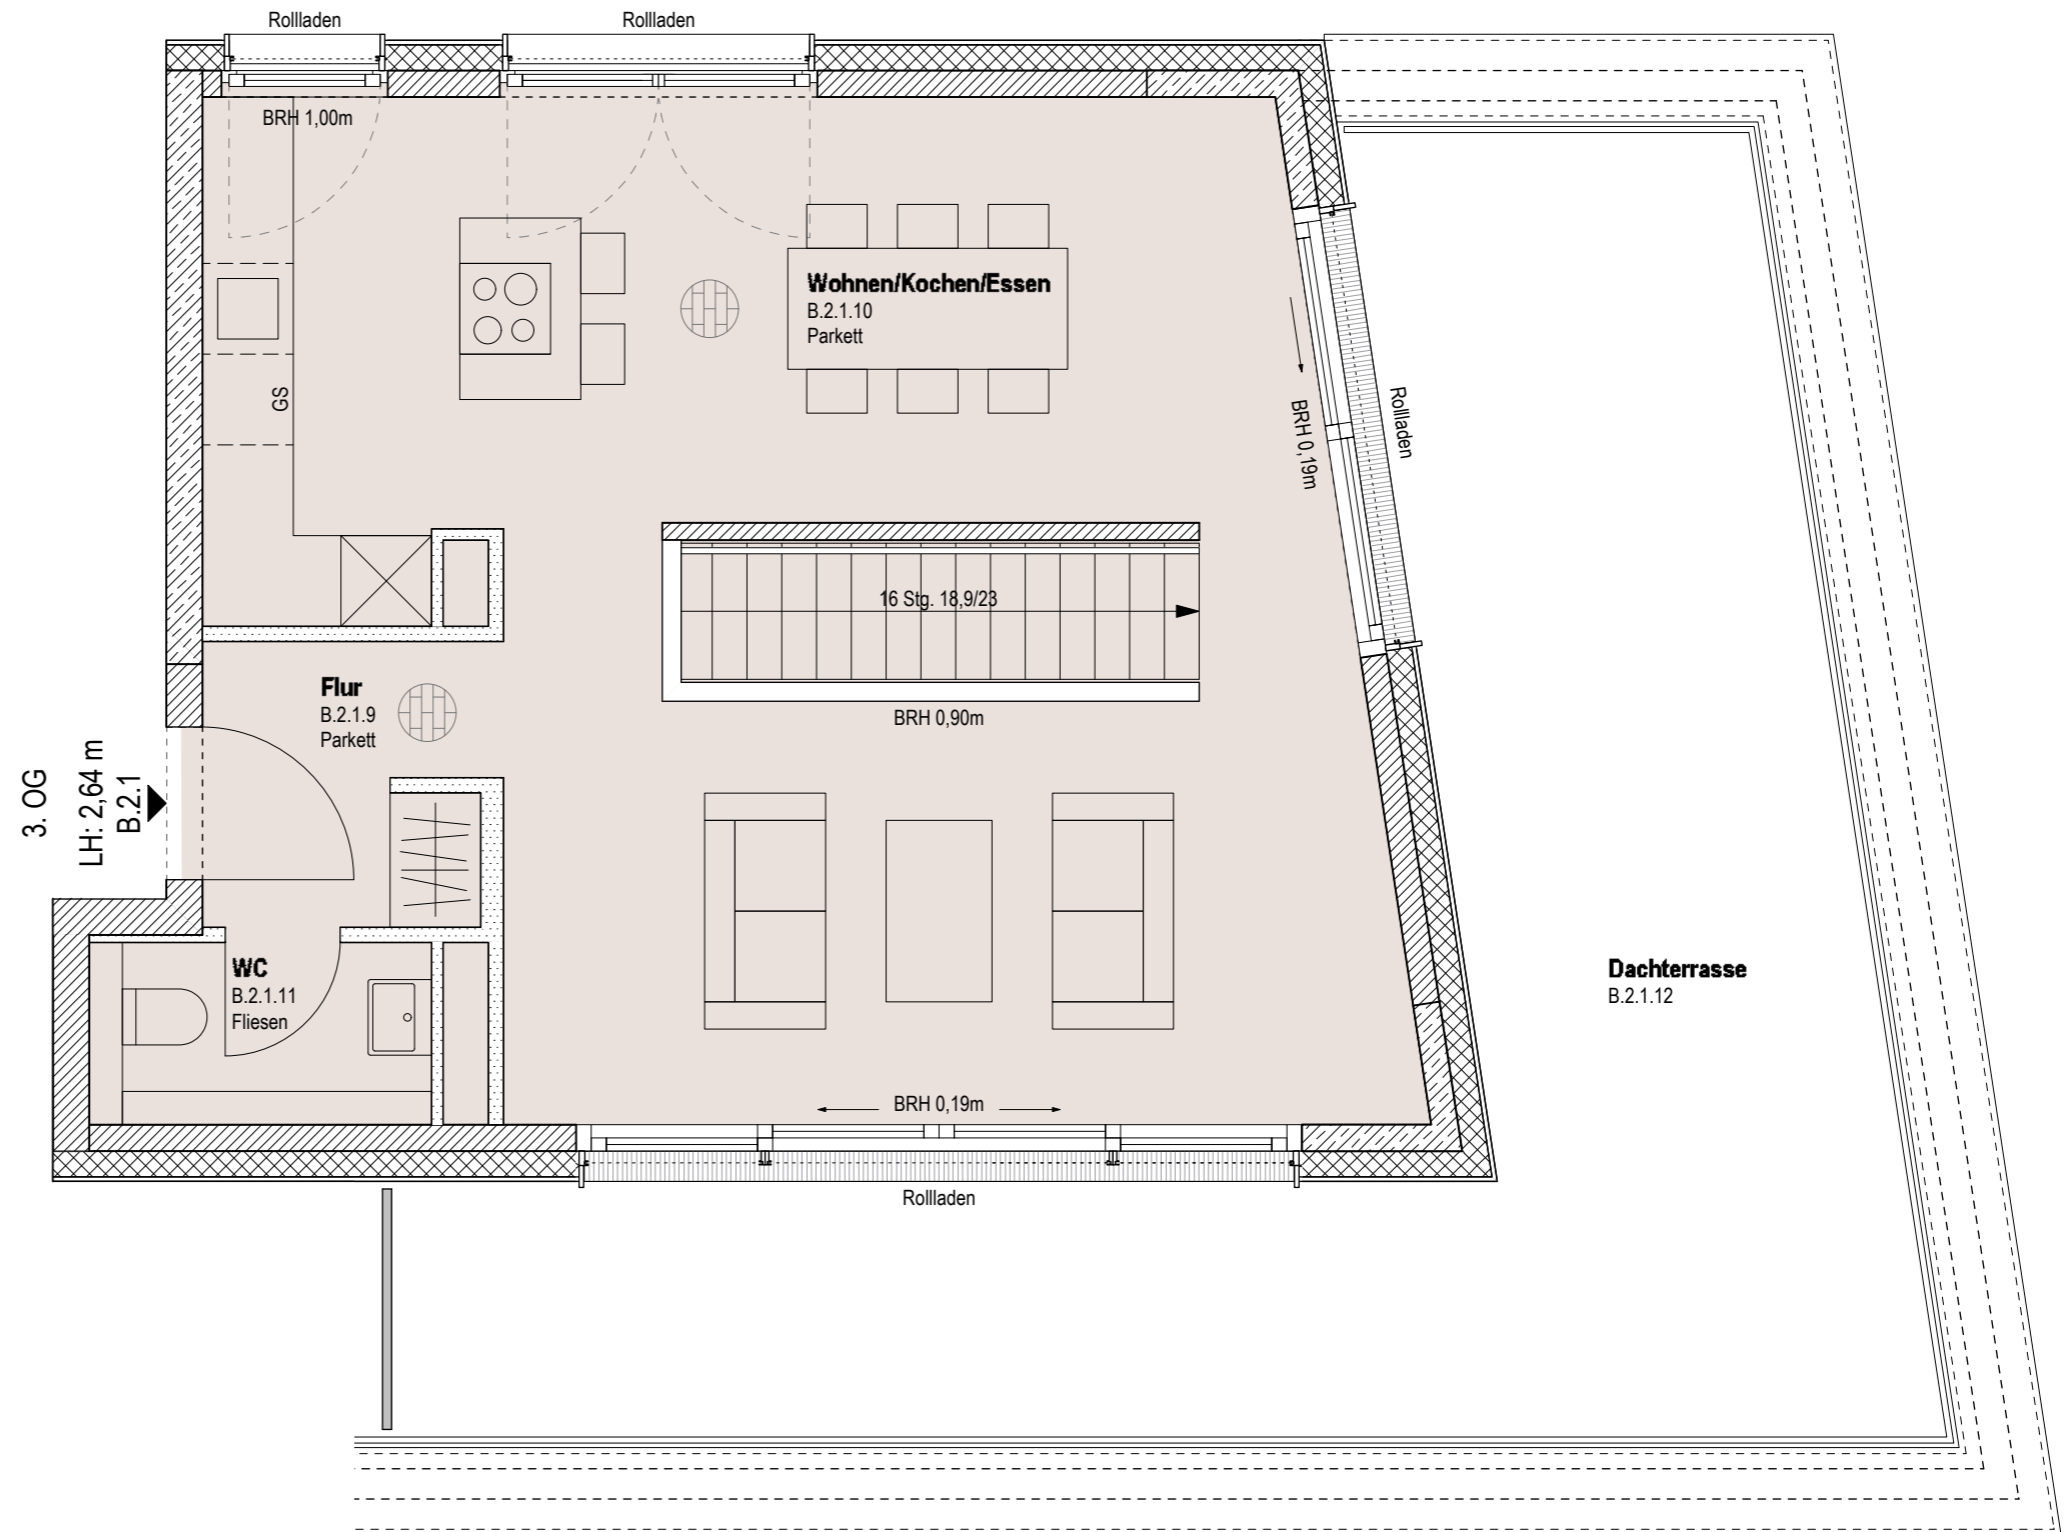 Rollladen
Rollladen
BRH 1,00m
Wohnen/Kochen/Essen
B.2.1.10
Parkett
GS
BRH 0,19m
Rollladen
16 Stg. 18,9/23
BRH 0,90m
Flur
B.2.1.9
Parkett
3. OG
LH: 2,64 m
B.2.1
WC
B.2.1.11
Fliesen
Dachterrasse
B.2.1.12
BRH 0,19m
Rollladen